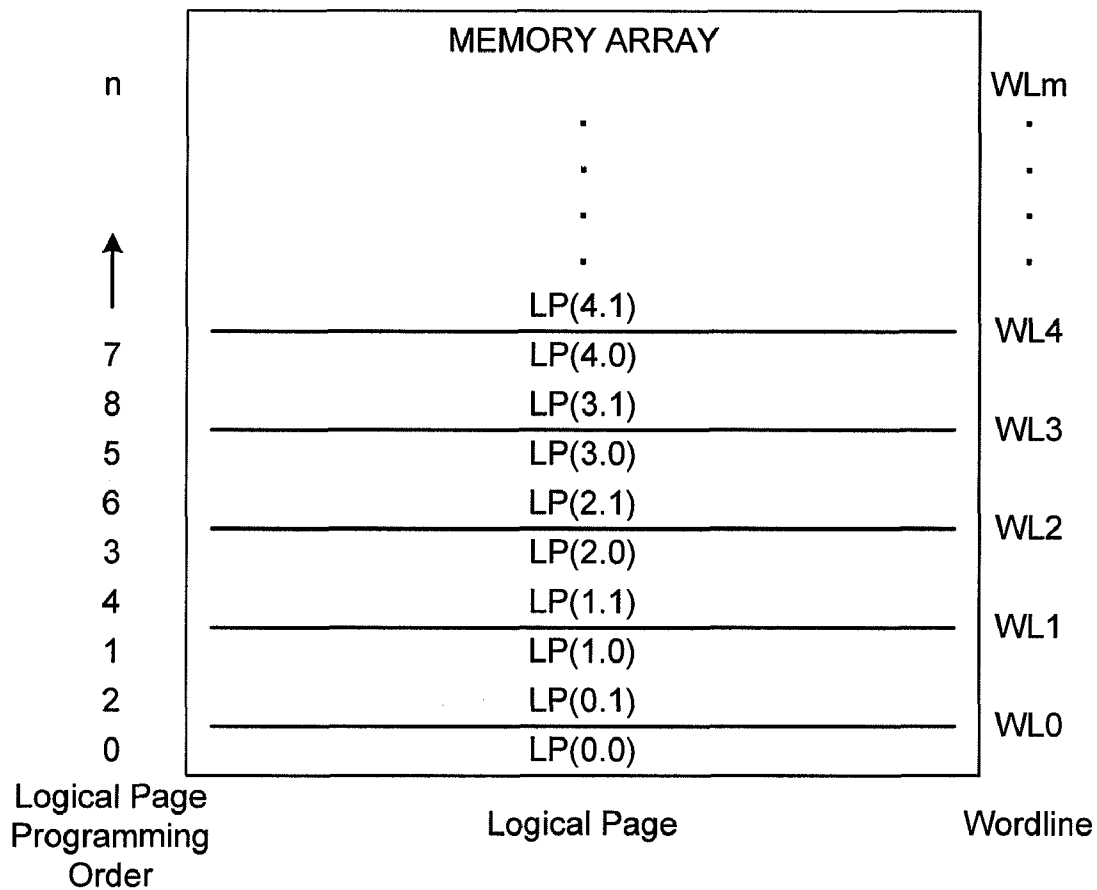 MEMORY ARRAY
n WLm
. .
. .
. .
. .
LP(4.1)
WL4
7 LP(4.0)
8 LP(3.1)
WL3
5 LP(3.0)
6 LP(2.1)
WL2
3 LP(2.0)
4 LP(1.1)
WL1
1 LP(1.0)
2 LP(0.1)
WL0
0 LP(0.0)
Logical Page
Programming
Order
Logical Page
Wordline